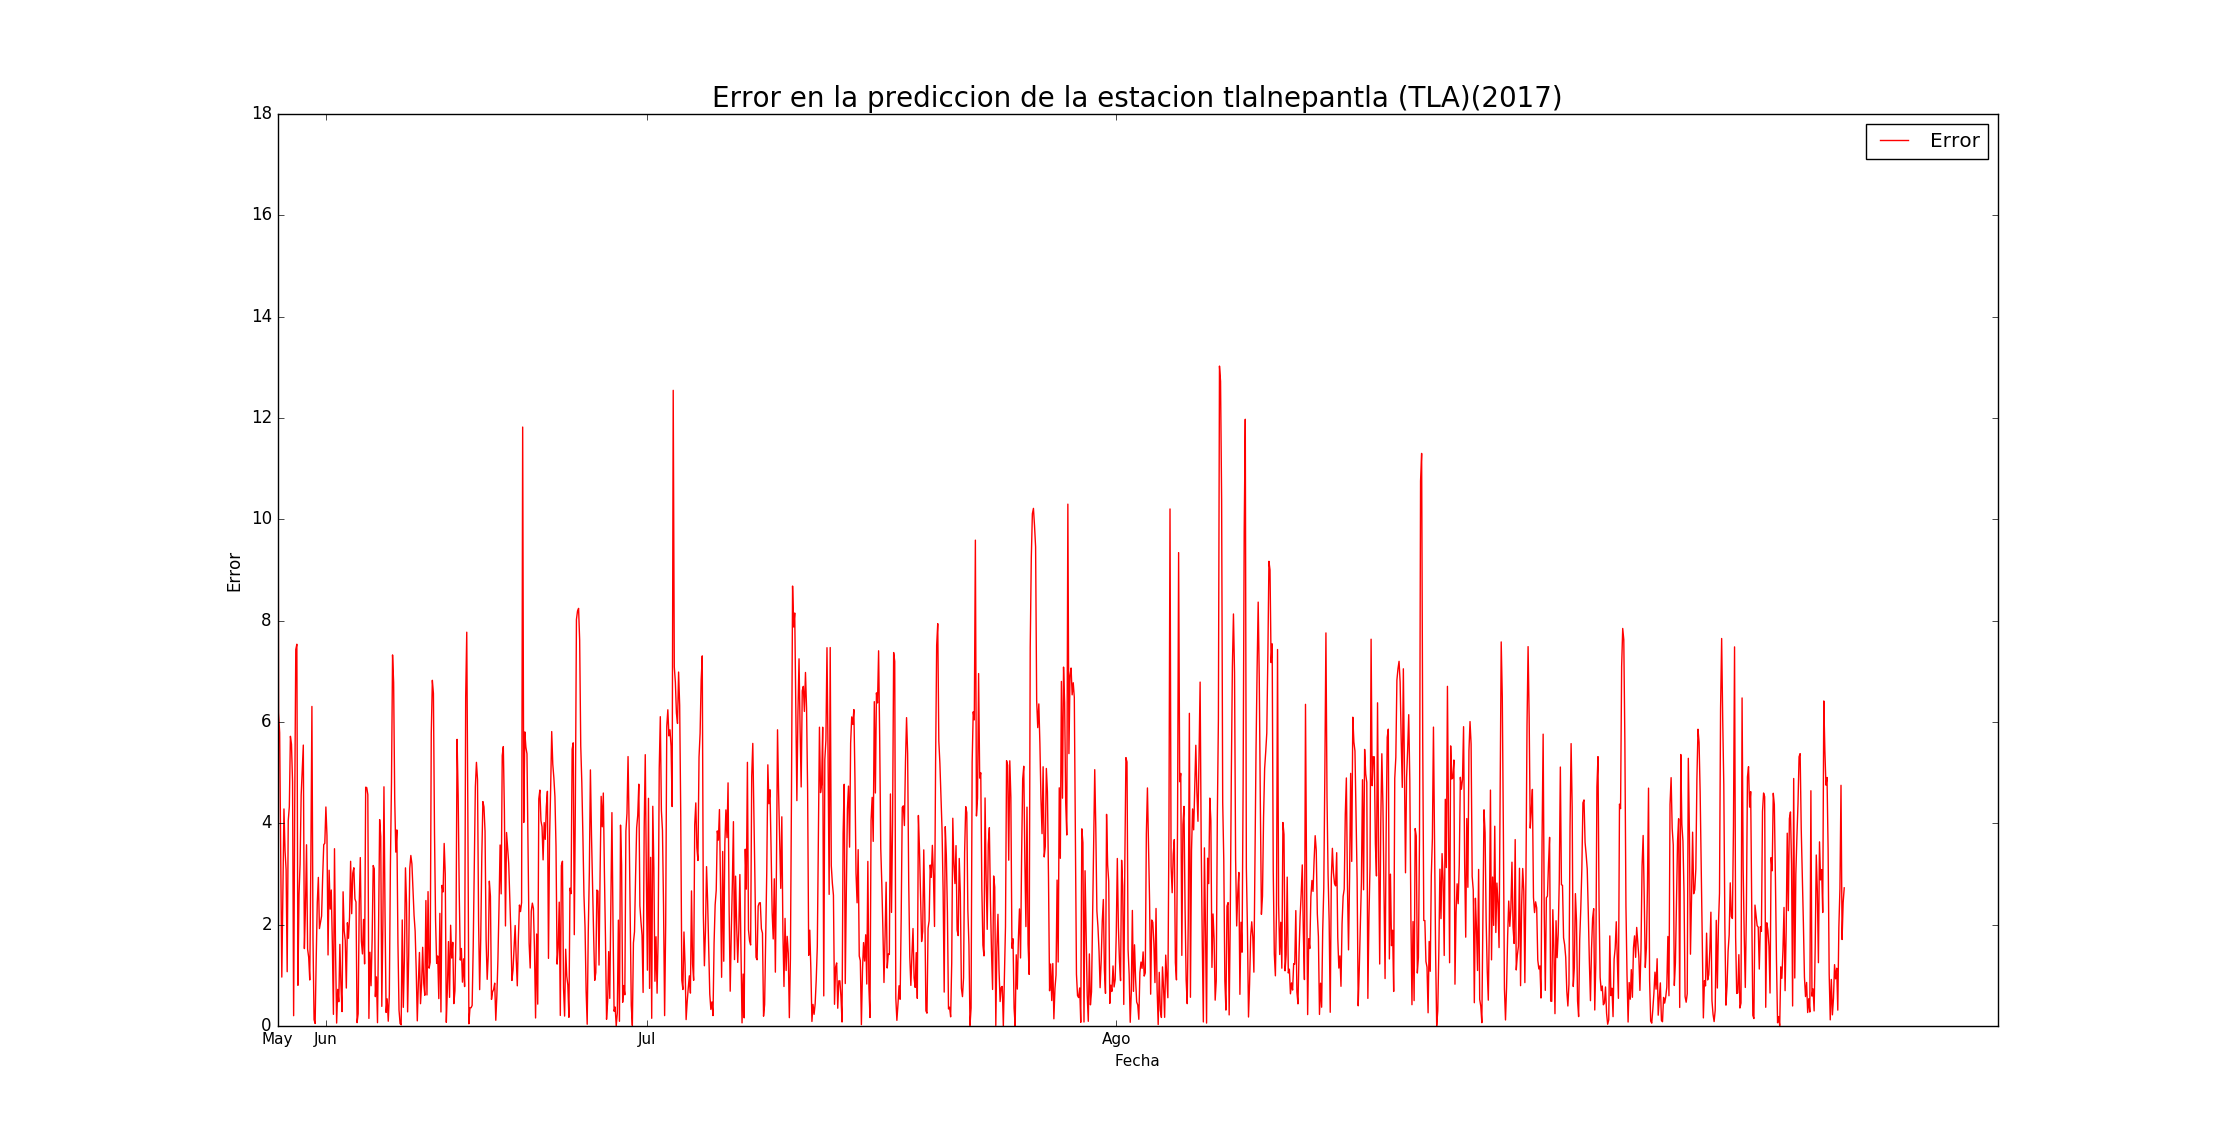 Error en la prediccion de la estacion tlalnepantla (TLA)(2017)
18
16
14
12
10
8
6
4
2
0
Error
Error
May Jun Jul Ago
Fecha